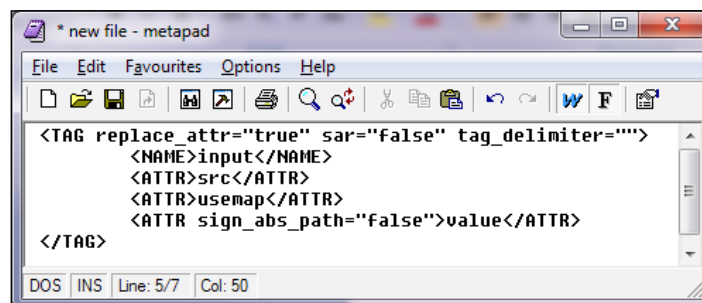 * new file - metapad
File Edit Favourites Options Help
W F
<TAG replace_attr="true" sar="false" tag_delimiter="">
<NAME>input</NAME>
<ATTR>src</ATTR>
<ATTR>usemap</ATTR>
<ATTR sign_abs_path="false">value</ATTR>
</TAG>
DOS INS Line: 5/7 Col: 50